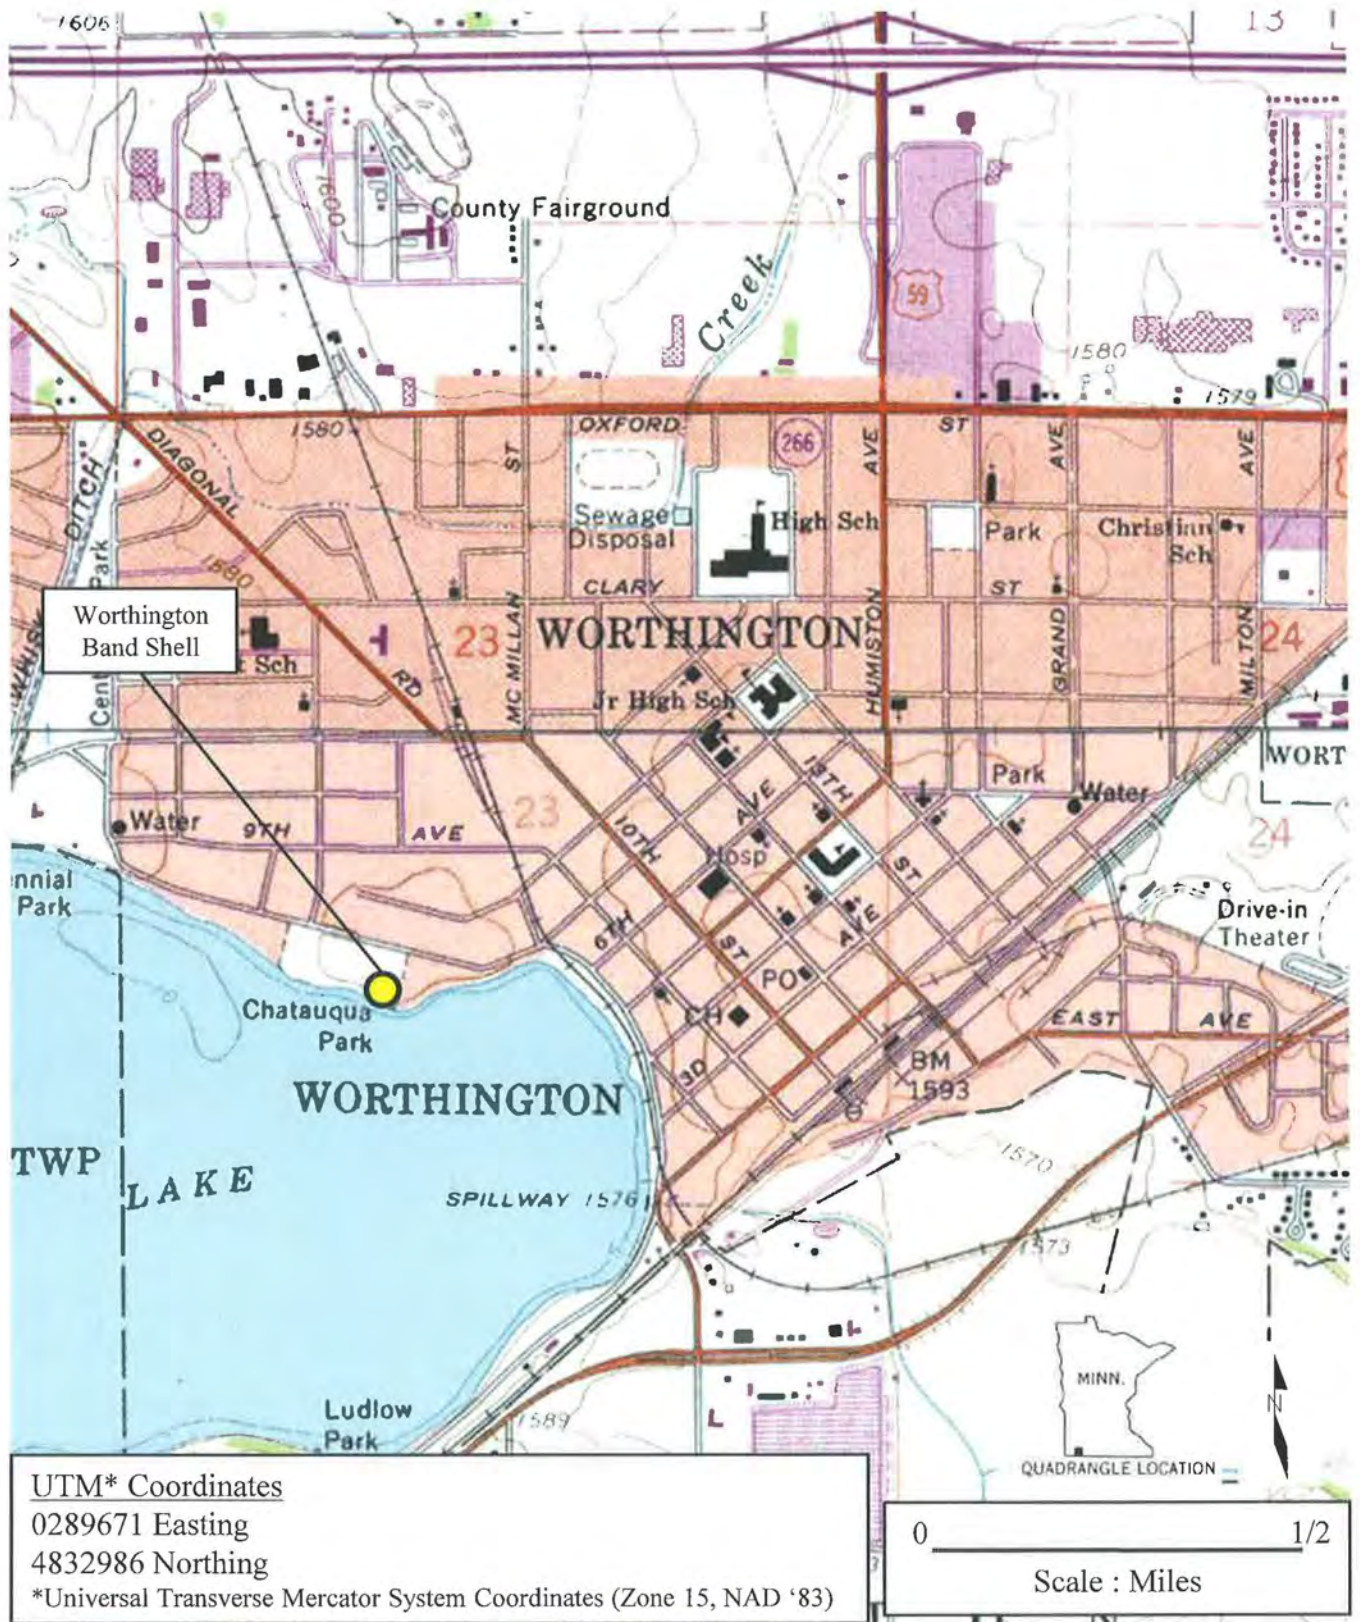 1606
13
1600
County Fairground
Creek
59
1580
1579
OXFORD
ST
1580
DIAGONAL
ST
266
AVE
AVE
AVE
DITCH
Sewage
Disposal
High Sch
Park
Christian
Sch
Park
1580
CLARY
ST
Worthington
Band Shell
23
WORTHINGTON
24
MC MILLAN
HUMISTON
GRAND
MILTON
Sch
RD
Jr High Sch
WORT
13TH
AVE
Park
Water
Water
9TH
AVE
23
10TH
24
Hosp
ST
nnial
Park
Drive-in
Theater
6TH
ST
AVE
PO
Chatauqua
Park
CH
EAST AVE
3D
BM
1593
WORTHINGTON
TWP
LAKE
1570
SPILLWAY 1576
1573
MINN.
N
Ludlow
Park
1589
QUADRANGLE LOCATION
UTM* Coordinates
0289671 Easting
4832986 Northing
*Universal Transverse Mercator System Coordinates (Zone 15, NAD ‘83)
0 1/2
Scale : Miles